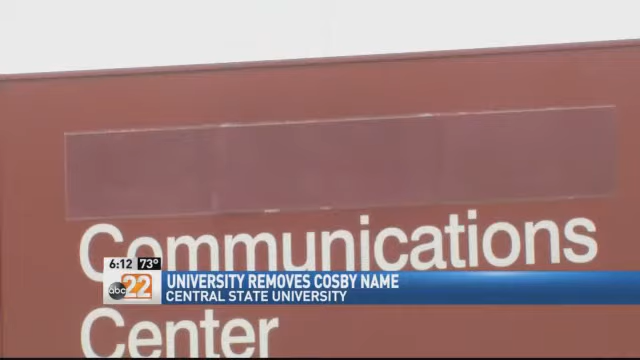 Communications
6:12 73°
abc 22
UNIVERSITY REMOVES COSBY NAME
CENTRAL STATE UNIVERSITY
Center